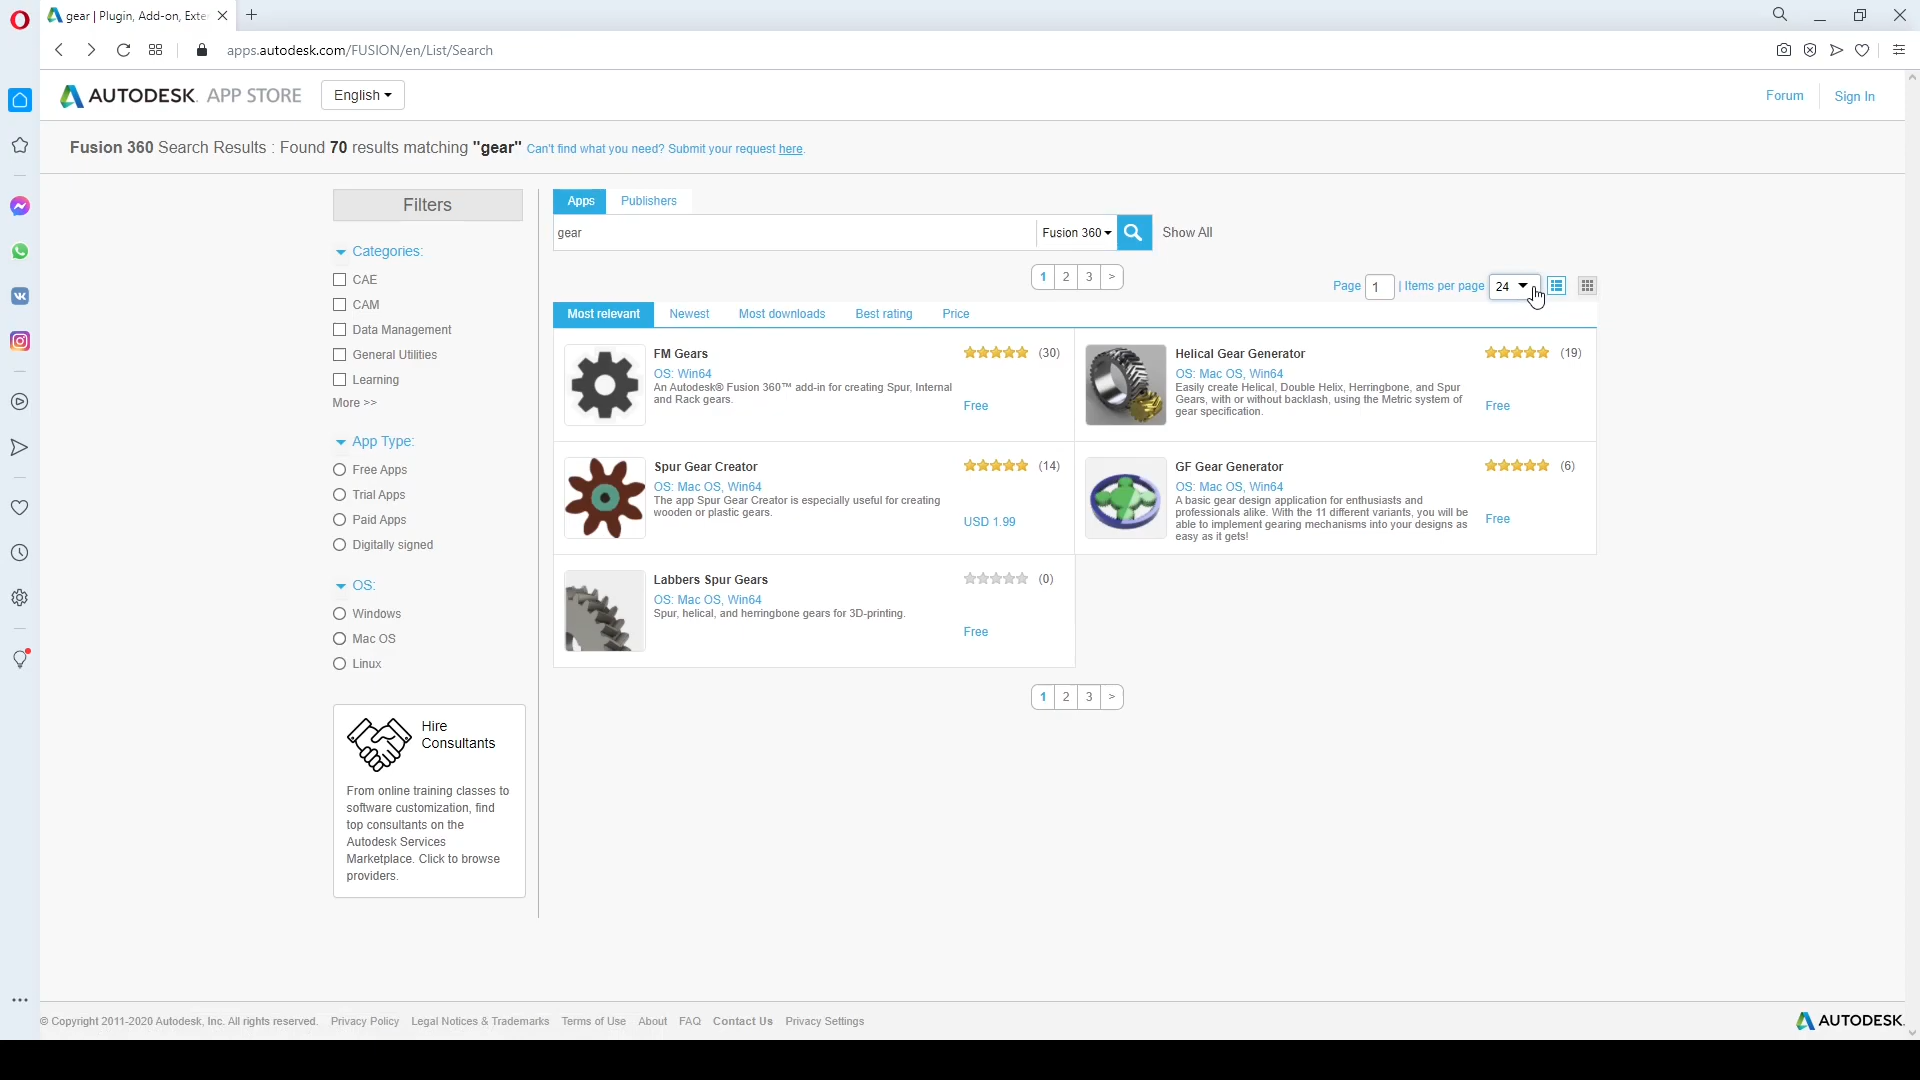 gear | Plugin, Add-on, Exte
apps.autodesk.com/FUSION/en/List/Search
AUTODESK. APP STORE
English
Forum
Sign In
Fusion 360 Search Results : Found 70 results matching "gear" Can't find what you need? Submit your request here.
Filters
Categories:
CAE
CAM
Data Management
General Utilities
Learning
More >>
App Type:
Free Apps
Trial Apps
Paid Apps
Digitally signed
OS:
Windows
Mac OS
Linux
Hire
Consultants
From online training classes to
software customization, find
top consultants on the
Autodesk Services
Marketplace. Click to browse
providers.
Apps
Publishers
gear
Fusion 360
Show All
1 2 3 >
Page 1 | Items per page 24
Most relevant
Newest
Most downloads
Best rating
Price
FM Gears
(30)
OS: Win64
An Autodesk® Fusion 360™ add-in for creating Spur, Internal
and Rack gears.
Free
Helical Gear Generator
(19)
OS: Mac OS, Win64
Easily create Helical, Double Helix, Herringbone, and Spur
Gears, with or without backlash, using the Metric system of
gear specification.
Free
Spur Gear Creator
(14)
OS: Mac OS, Win64
The app Spur Gear Creator is especially useful for creating
wooden or plastic gears.
USD 1.99
GF Gear Generator
(6)
OS: Mac OS, Win64
A basic gear design application for enthusiasts and
professionals alike. With the 11 different variants, you will be
able to implement gearing mechanisms into your designs as
easy as it gets!
Free
Labbers Spur Gears
(0)
OS: Mac OS, Win64
Spur, helical, and herringbone gears for 3D-printing.
Free
1 2 3 >
© Copyright 2011-2020 Autodesk, Inc. All rights reserved. Privacy Policy Legal Notices & Trademarks Terms of Use About FAQ Contact Us Privacy Settings
AUTODESK.